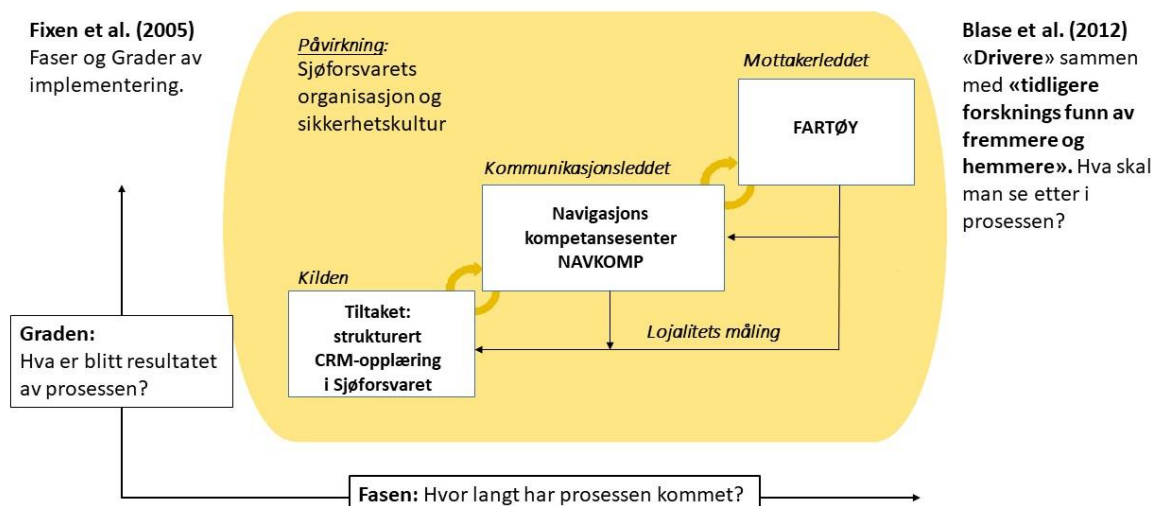 Fixen et al. (2005)
Faser og Grader av
implementering.
Påvirkning:
Sjøforsvarets
organisasjon og
sikkerhetskultur
Mottakerleddet
FARTØY
Blase et al. (2012)
«Drivere» sammen
med «tidligere
forsknings funn av
fremmere og
hemmere». Hva skal
man se etter i
prosessen?
Kommunikasjonsleddet
Navigasjons
kompetansesenter
NAVKOMP
Kilden
Tiltaket:
strukturert
CRM-opplæring
i Sjøforsvaret
Lojalitets måling
Graden:
Hva er blitt resultatet
av prosessen?
Fasen: Hvor langt har prosessen kommet?